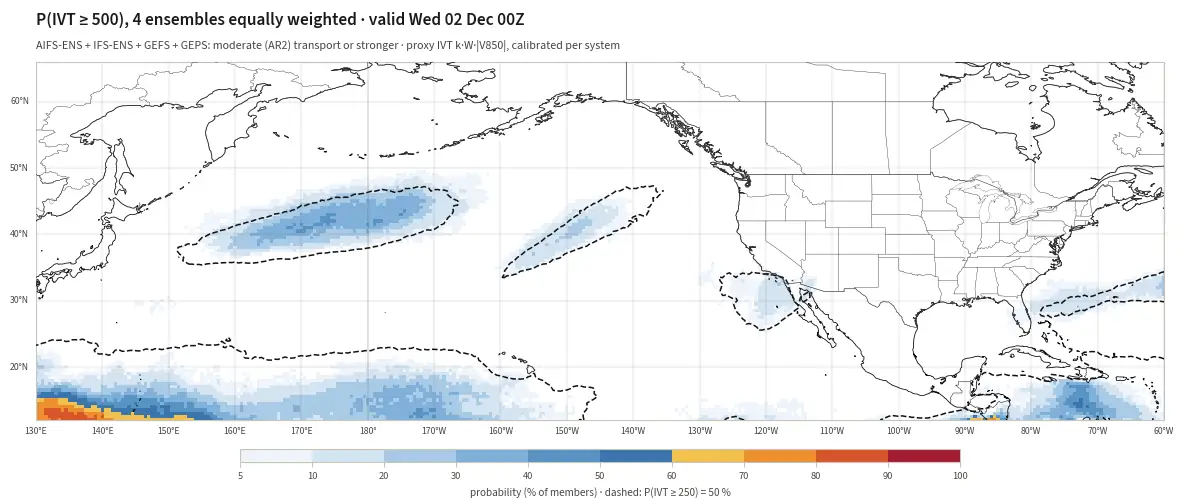 P(IVT ≥ 500), 4 ensembles equally weighted · valid Wed 02 Dec 00Z
AIFS-ENS + IFS-ENS + GEFS + GEPS: moderate (AR2) transport or stronger · proxy IVT k·W·|V850|, calibrated per system
60°N
50°N
40°N
30°N
20°N
130°E 140°E 150°E 160°E 170°E 180° 170°W 160°W 150°W 140°W 130°W 120°W 110°W 100°W 90°W 80°W 70°W 60°W
5 10 20 30 40 50 60 70 80 90 100
probability (% of members) · dashed: P(IVT ≥ 250) = 50 %